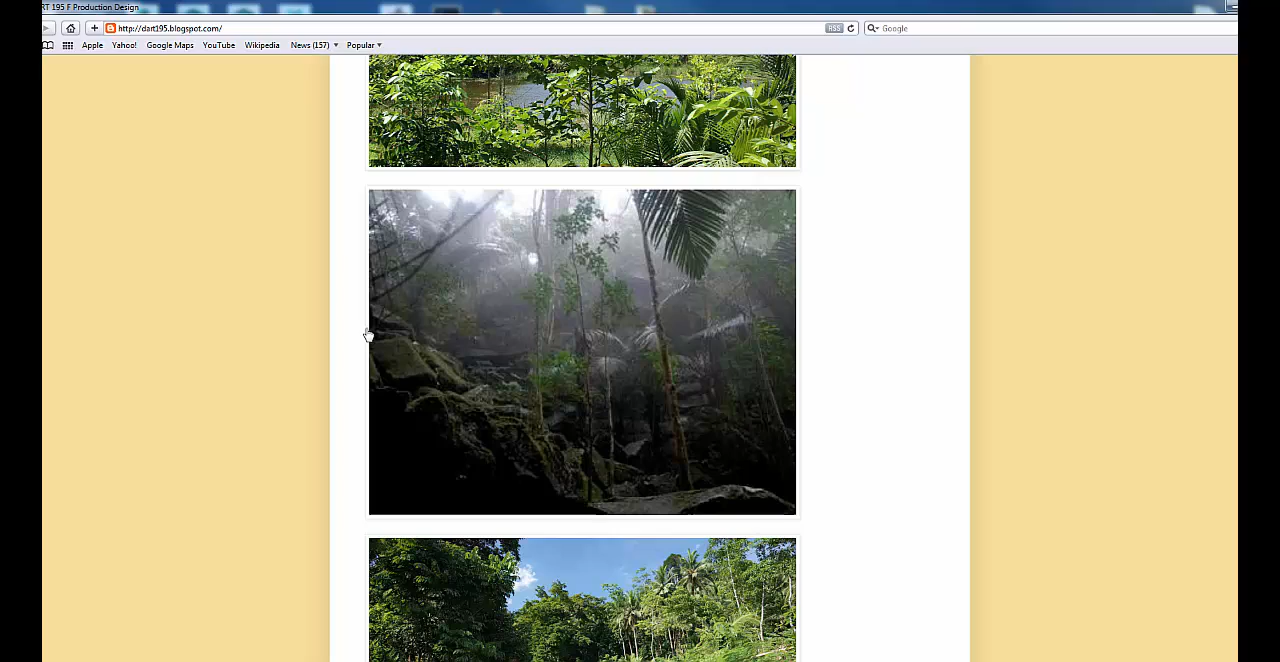 RT 195 F Production Design
http://dart195.blogspot.com/ RSS Google
Apple Yahoo! Google Maps YouTube Wikipedia News (157) Popular